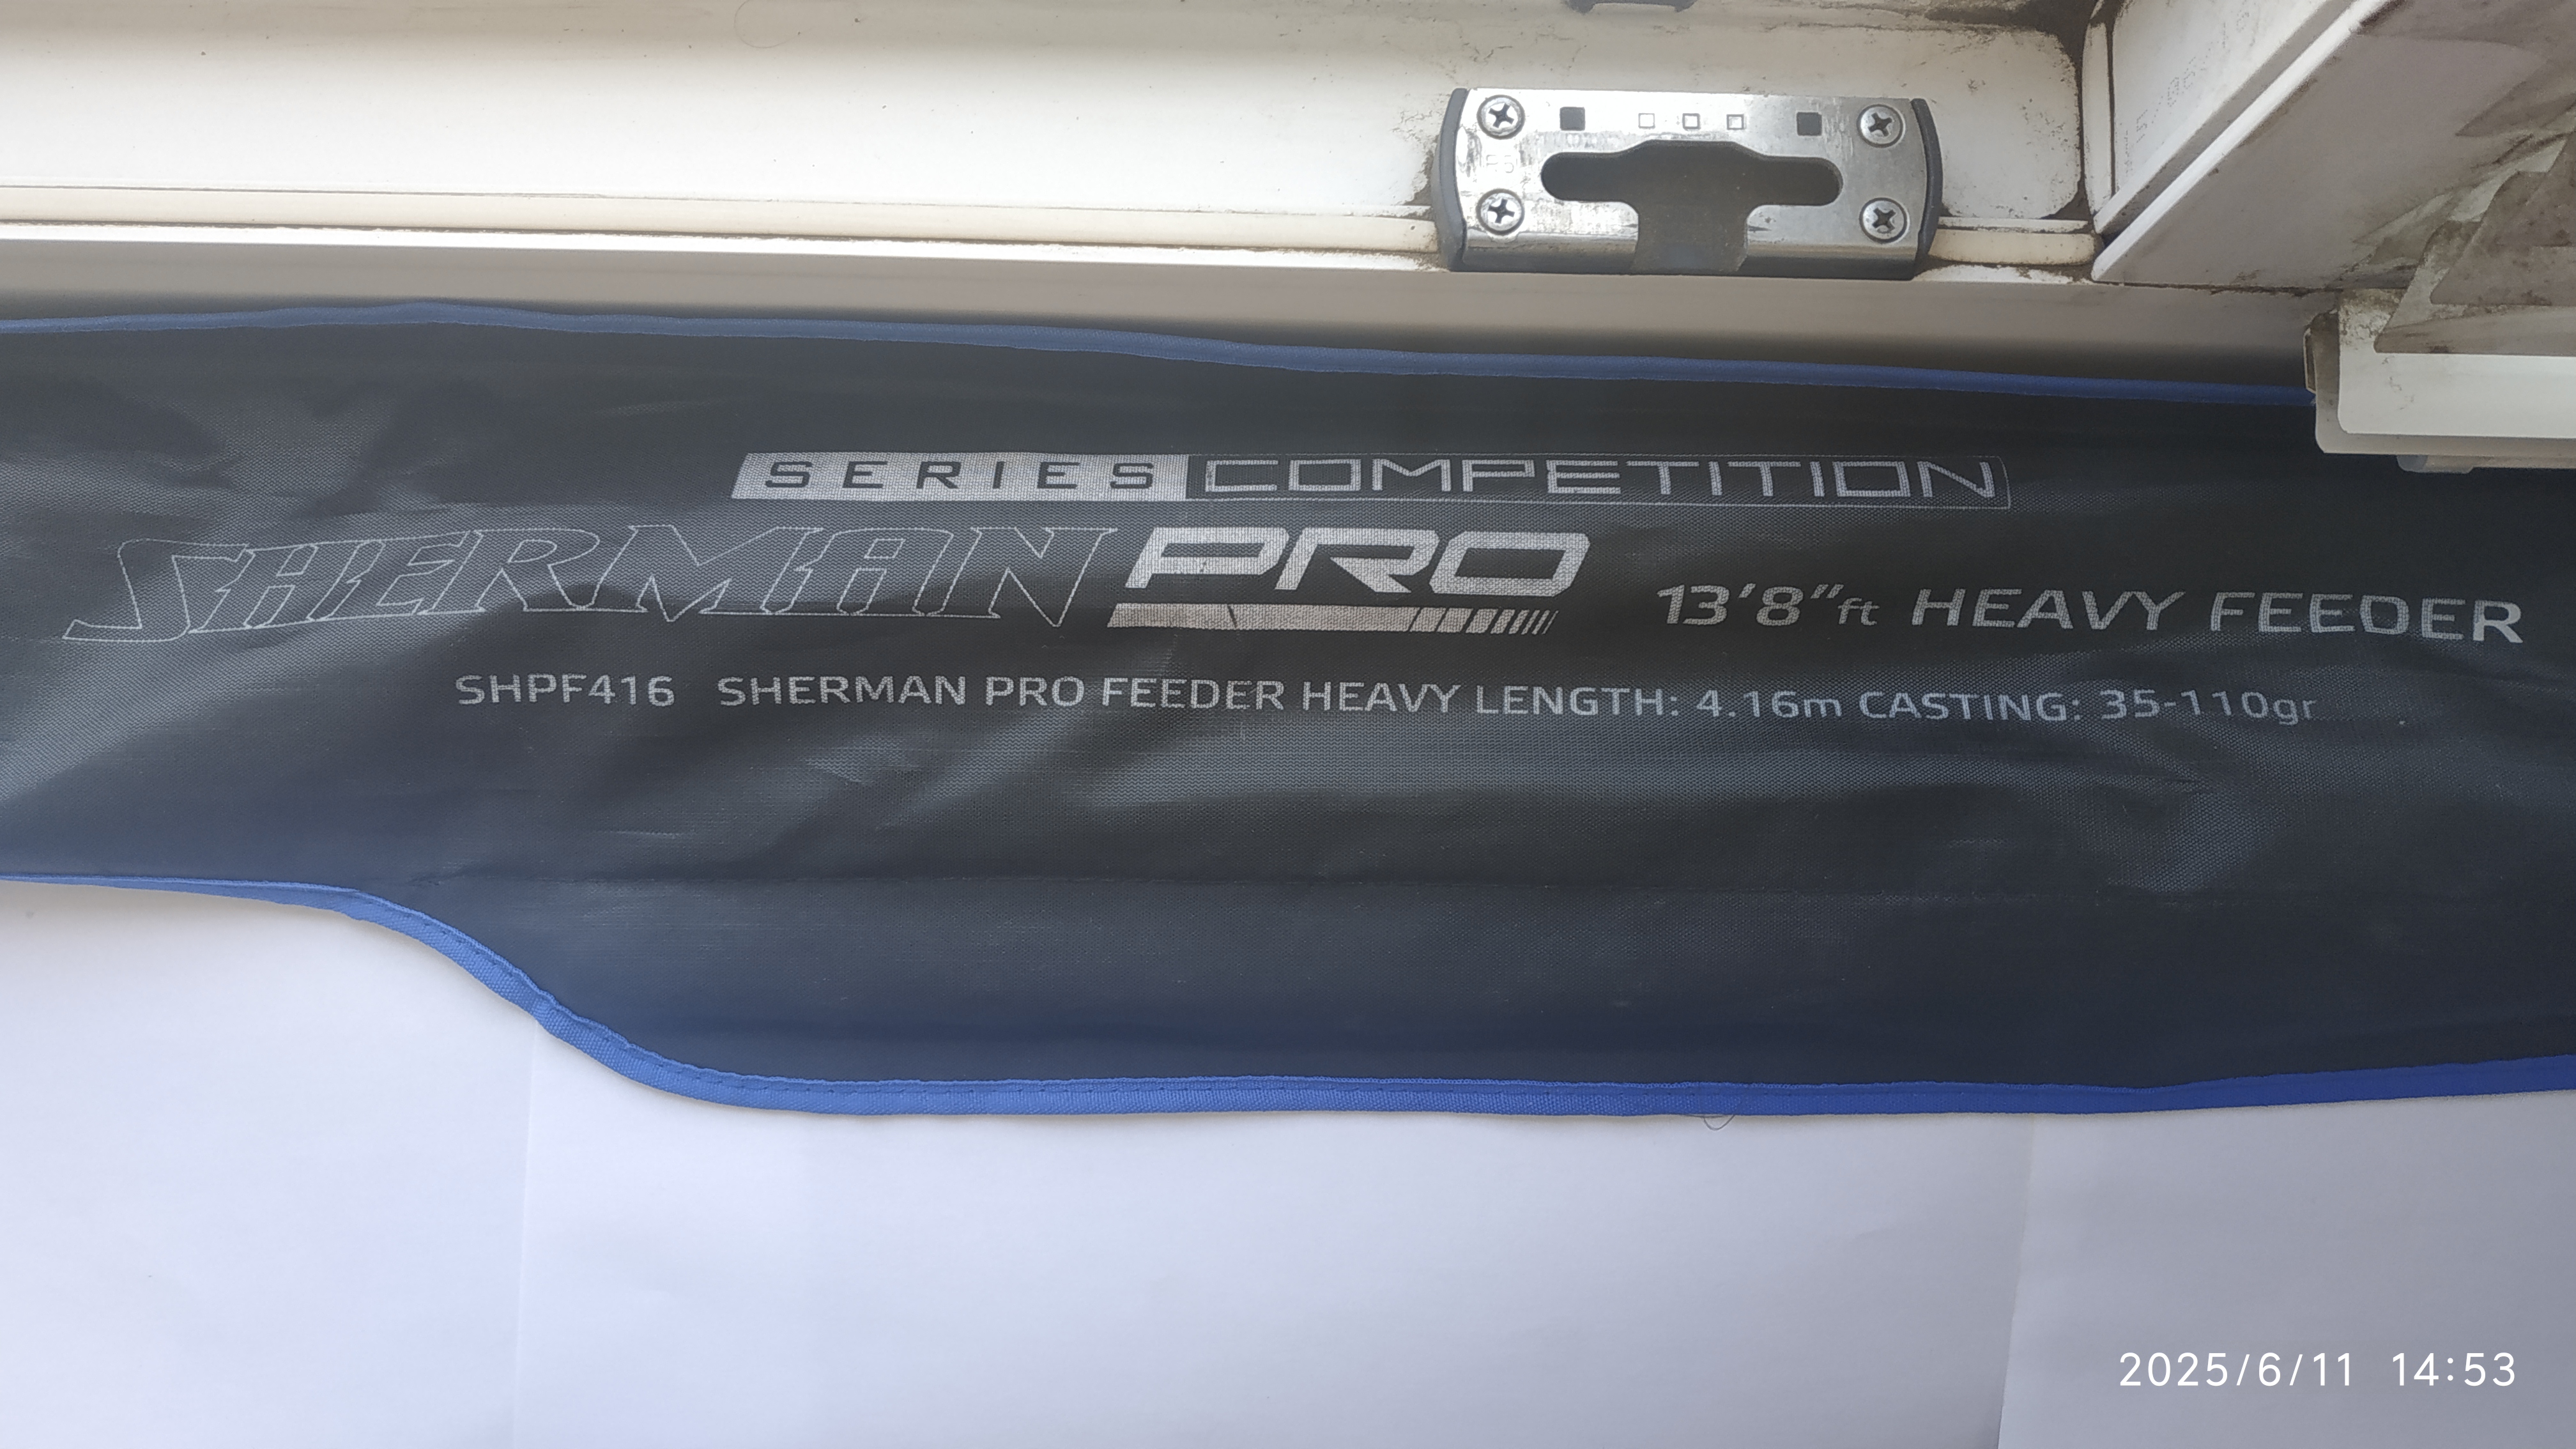 SERIES COMPETITION
SHERMAN PRO 13'8"ft HEAVY FEEDER
SHPF416 SHERMAN PRO FEEDER HEAVY LENGTH: 4.16m CASTING: 35-110gr
2025/6/11 14:53